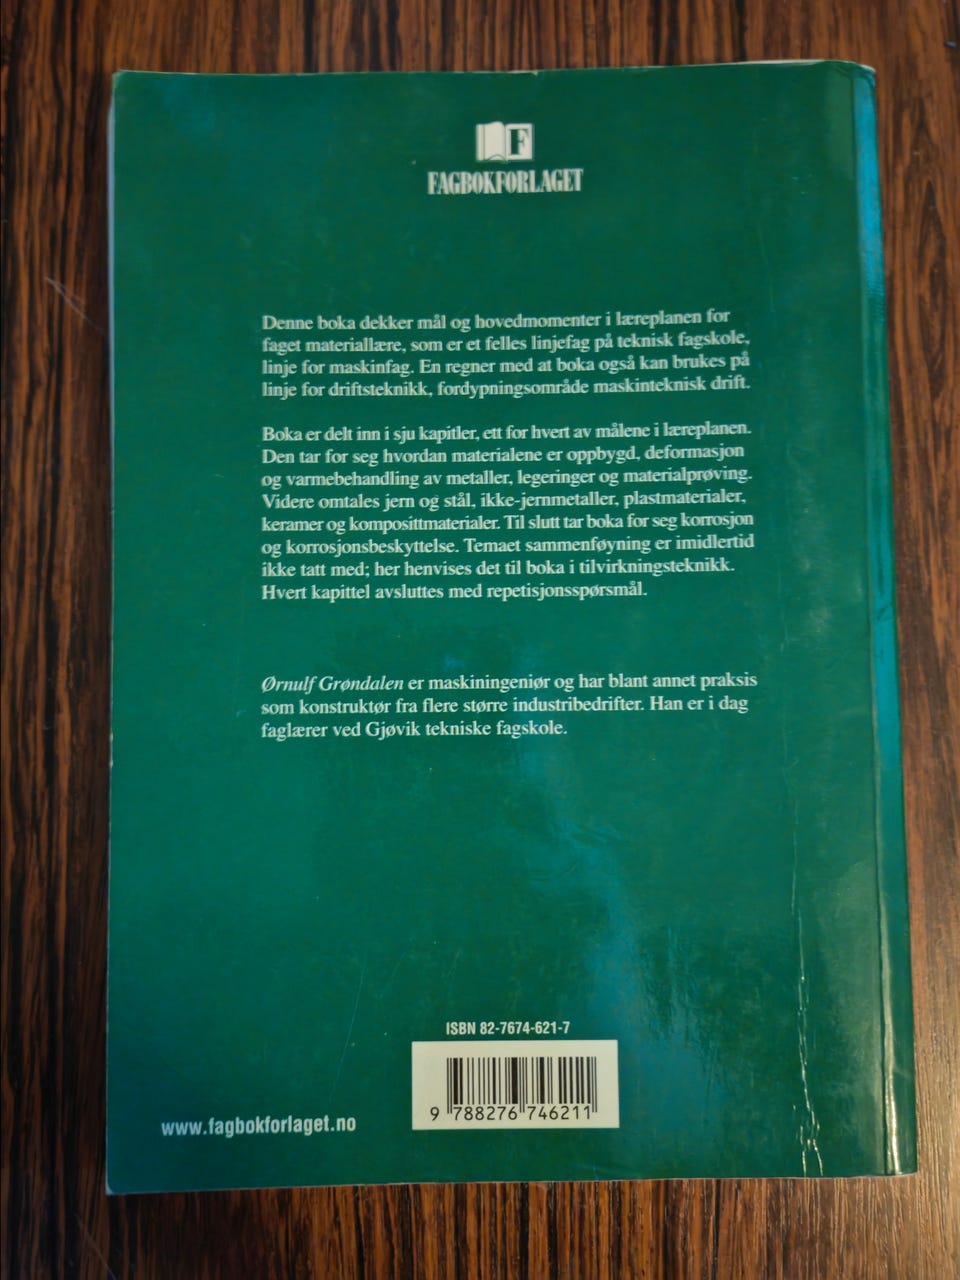 F
FAGBOKFORLAGET
Denne boka dekker mål og hovedmomenter i læreplanen for
faget materiallære, som er et felles linjefag på teknisk fagskole,
linje for maskinfag. En regner med at boka også kan brukes på
linje for driftsteknikk, fordypningsområde maskinteknisk drift.
Boka er delt inn i sju kapitler, ett for hvert av målene i læreplanen.
Den tar for seg hvordan materialene er oppbygd, deformasjon
og varmebehandling av metaller, legeringer og materialprøving.
Videre omtales jern og stål, ikke-jernmetaller, plastmaterialer,
keramer og komposittmaterialer. Til slutt tar boka for seg korrosjon
og korrosjonsbeskyttelse. Temaet sammenføyning er imidlertid
ikke tatt med; her henvises det til boka i tilvirkningsteknikk.
Hvert kapittel avsluttes med repetisjonsspørsmål.
Ørnulf Grøndalen er maskiningeniør og har blant annet praksis
som konstruktør fra flere større industribedrifter. Han er i dag
faglærer ved Gjøvik tekniske fagskole.
ISBN 82-7674-621-7
9 788276 746211
www.fagbokforlaget.no